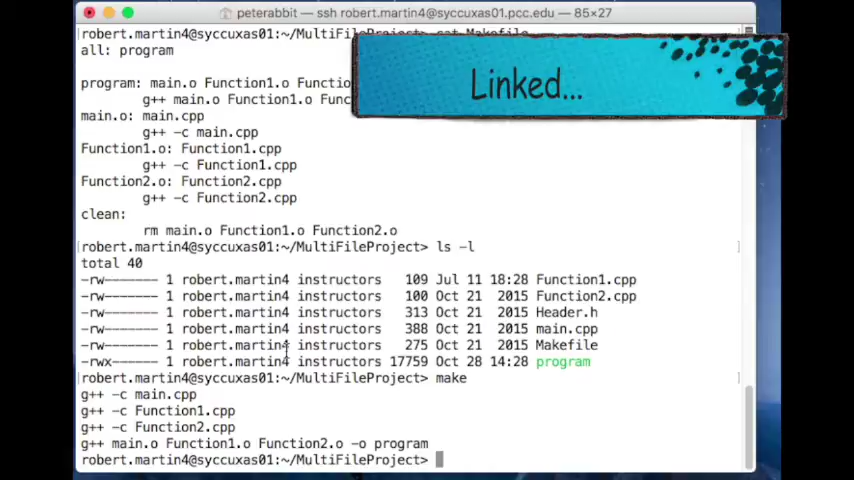 peterabbit — ssh robert.martin4@syccuxas01.pcc.edu — 85×27
robert.martin4@syccuxas01:~/MultiFileProject> cat Makefile
all: program
Linked...
program: main.o Function1.o Func
g++ main.o Function1.o Func
main.o: main.cpp
g++ -c main.cpp
Function1.o: Function1.cpp
g++ -c Function1.cpp
Function2.o: Function2.cpp
g++ -c Function2.cpp
clean:
rm main.o Function1.o Function2.o
[robert.martin4@syccuxas01:~/MultiFileProject> ls -l ]
total 40
-rw------- 1 robert.martin4 instructors 109 Jul 11 18:28 Function1.cpp
-rw------- 1 robert.martin4 instructors 100 Oct 21 2015 Function2.cpp
-rw------- 1 robert.martin4 instructors 313 Oct 21 2015 Header.h
-rw------- 1 robert.martin4 instructors 388 Oct 21 2015 main.cpp
-rw------- 1 robert.martin4 instructors 275 Oct 21 2015 Makefile
-rwx------ 1 robert.martin4 instructors 17759 Oct 28 14:28 program
[robert.martin4@syccuxas01:~/MultiFileProject> make ]
g++ -c main.cpp
g++ -c Function1.cpp
g++ -c Function2.cpp
g++ main.o Function1.o Function2.o -o program
robert.martin4@syccuxas01:~/MultiFileProject>